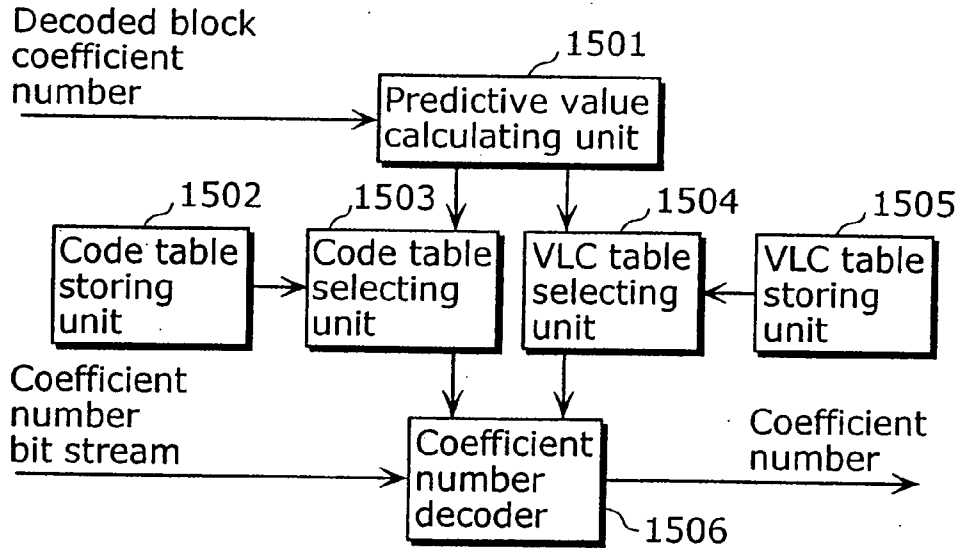 Decoded block
coefficient
number
1501
Predictive value
calculating unit
1502
1503
1504
1505
Code table
storing
unit
Code table
selecting
unit
VLC table
selecting
unit
VLC table
storing
unit
Coefficient
number
bit stream
Coefficient
number
decoder
Coefficient
number
1506